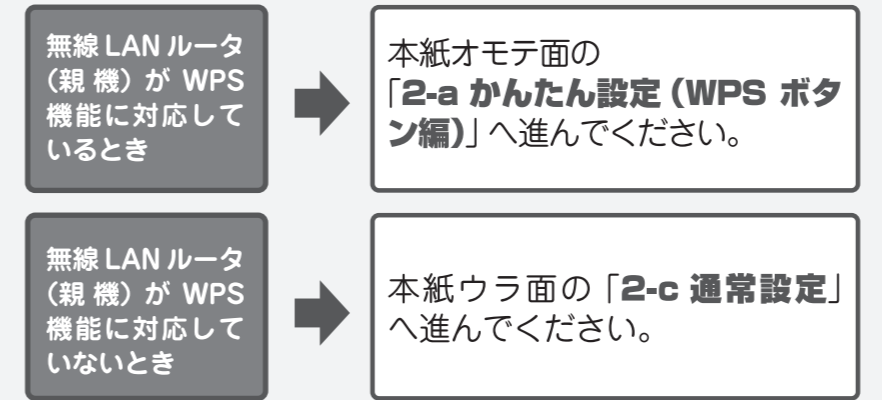 無線 LAN ルータ
（親 機）が WPS
機能に対応して
いるとき
本紙オモテ面の
「2-a かんたん設定（WPS ボタ
ン編）」へ進んでください。
無線 LAN ルータ
（親 機）が WPS
機能に対応して
いないとき
本紙ウラ面の「2-c 通常設定」
へ進んでください。